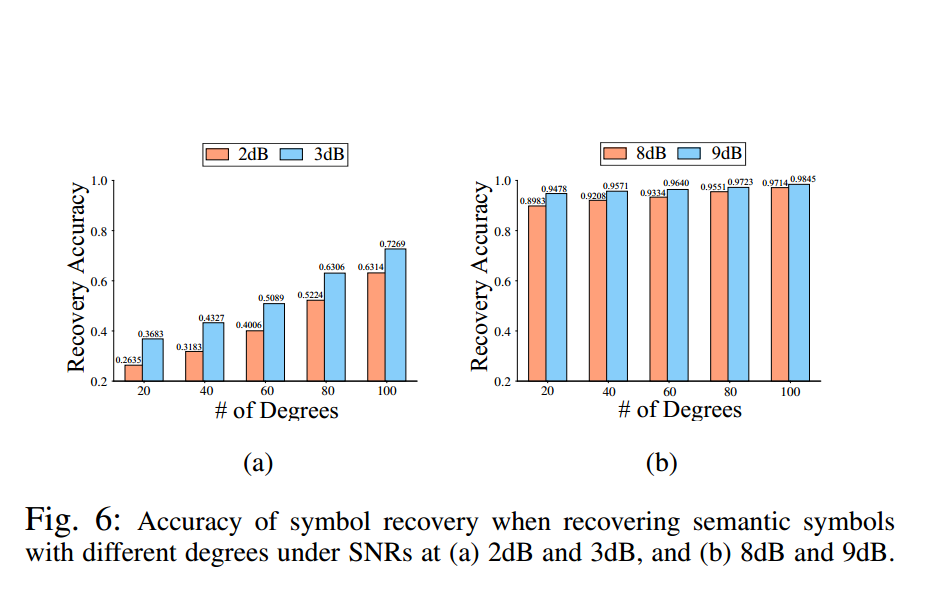 2dB 3dB
Recovery Accuracy
1.0
0.8
0.6
0.4
0.2
0.2635 0.3683 0.3183 0.4327 0.4006 0.5089 0.5224 0.6306 0.6314 0.7269
20 40 60 80 100
# of Degrees
(a)
8dB 9dB
Recovery Accuracy
1.0
0.8
0.6
0.4
0.2
0.8983 0.9478 0.9208 0.9571 0.9334 0.9640 0.9551 0.9723 0.9714 0.9845
20 40 60 80 100
# of Degrees
(b)
Fig. 6: Accuracy of symbol recovery when recovering semantic symbols
with different degrees under SNRs at (a) 2dB and 3dB, and (b) 8dB and 9dB.